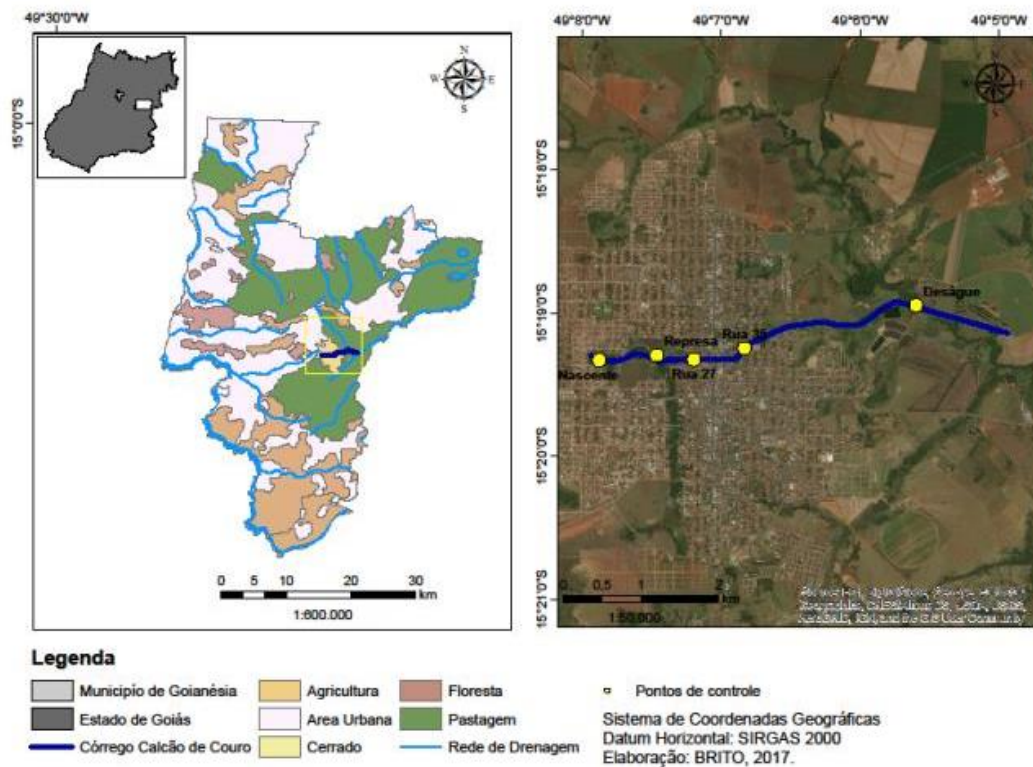 49°30'0"W
15°0'0"S
N
W E
S
0 5 10 20 30
km
1:600.000
49°8'0"W 49°7'0"W 49°6'0"W 49°5'0"W
15°18'0"S
15°19'0"S
15°20'0"S
15°21'0"S
N
W E
S
Deságue
Rua 35
Represa
Nascente
Rua 27
0 0.5 1 2
km
1:50.000
Legenda
Município de Goianésia
Estado de Goiás
Córrego Calcão de Couro
Agricultura
Area Urbana
Cerrado
Floresta
Pastagem
Rede de Drenagem
Pontos de controle
Sistema de Coordenadas Geográficas
Datum Horizontal: SIRGAS 2000
Elaboração: BRITO, 2017.